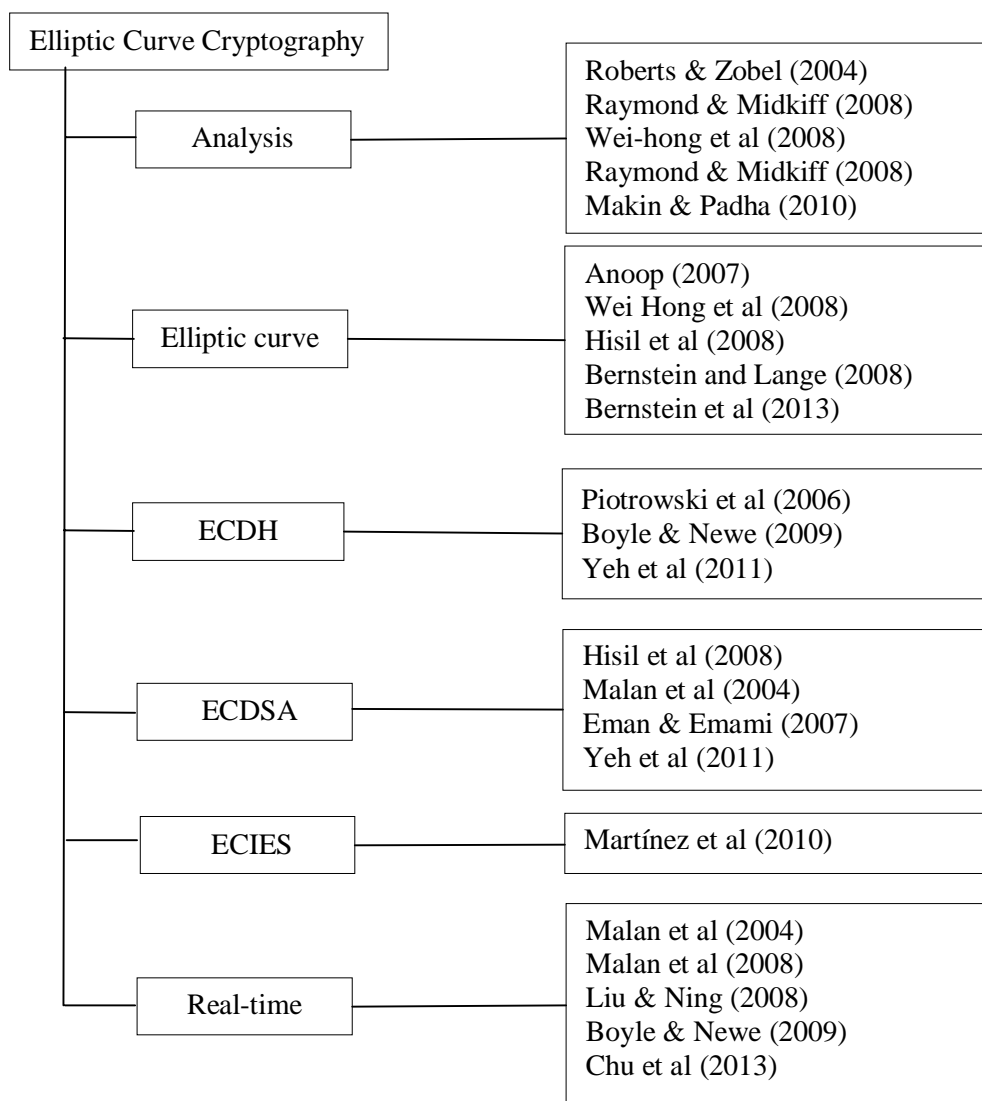 Elliptic Curve Cryptography
Analysis
Roberts & Zobel (2004)
Raymond & Midkiff (2008)
Wei-hong et al (2008)
Raymond & Midkiff (2008)
Makin & Padha (2010)
Elliptic curve
Anoop (2007)
Wei Hong et al (2008)
Hisil et al (2008)
Bernstein and Lange (2008)
Bernstein et al (2013)
ECDH
Piotrowski et al (2006)
Boyle & Newe (2009)
Yeh et al (2011)
ECDSA
Hisil et al (2008)
Malan et al (2004)
Eman & Emami (2007)
Yeh et al (2011)
ECIES
Martínez et al (2010)
Real-time
Malan et al (2004)
Malan et al (2008)
Liu & Ning (2008)
Boyle & Newe (2009)
Chu et al (2013)